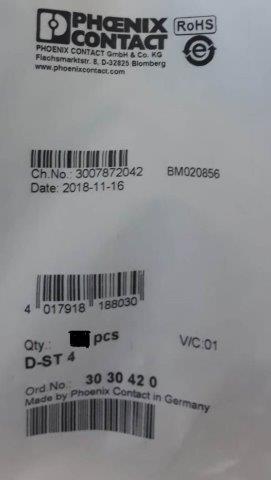 PHŒNIX
CONTACT
RoHS
e
PHOENIX CONTACT GmbH & Co. KG
Flachsmarktstr. 8, D-32825 Blomberg
www.phoenixcontact.com
Ch.No.: 3007872042 BM020856
Date: 2018-11-16
4 017918 188030
Qty.: pcs V/C:01
D-ST 4
Ord.No.: 30 30 42 0
Made by Phoenix Contact in Germany